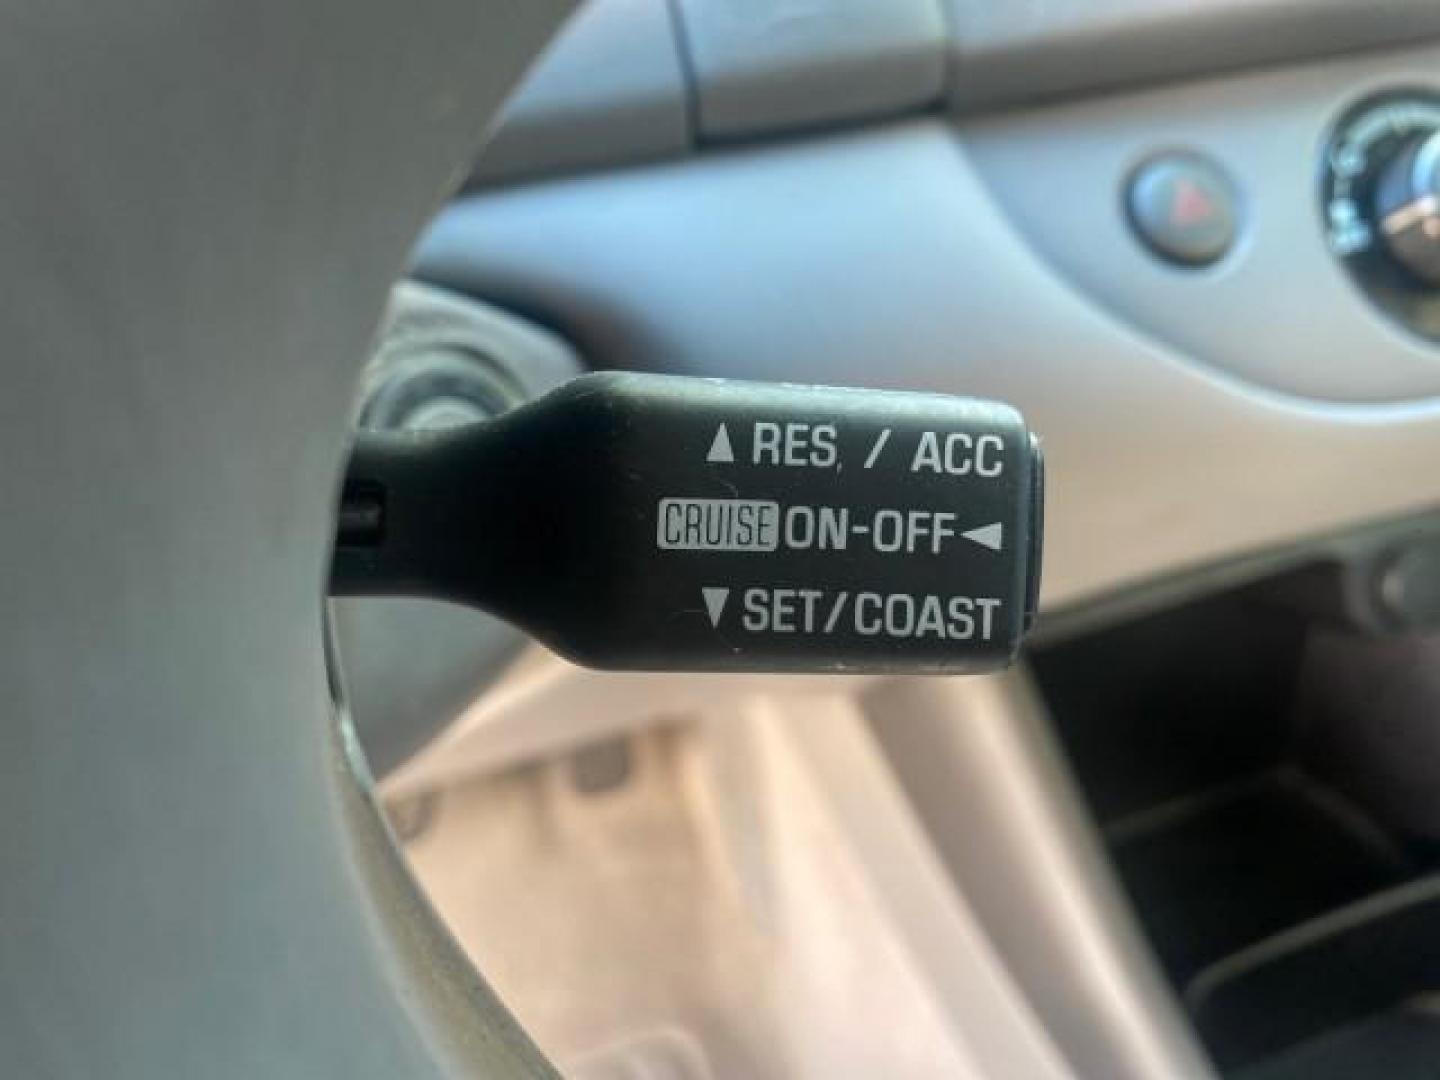 ▲ RES. / ACC
CRUISE ON-OFF ◀
▼ SET/COAST